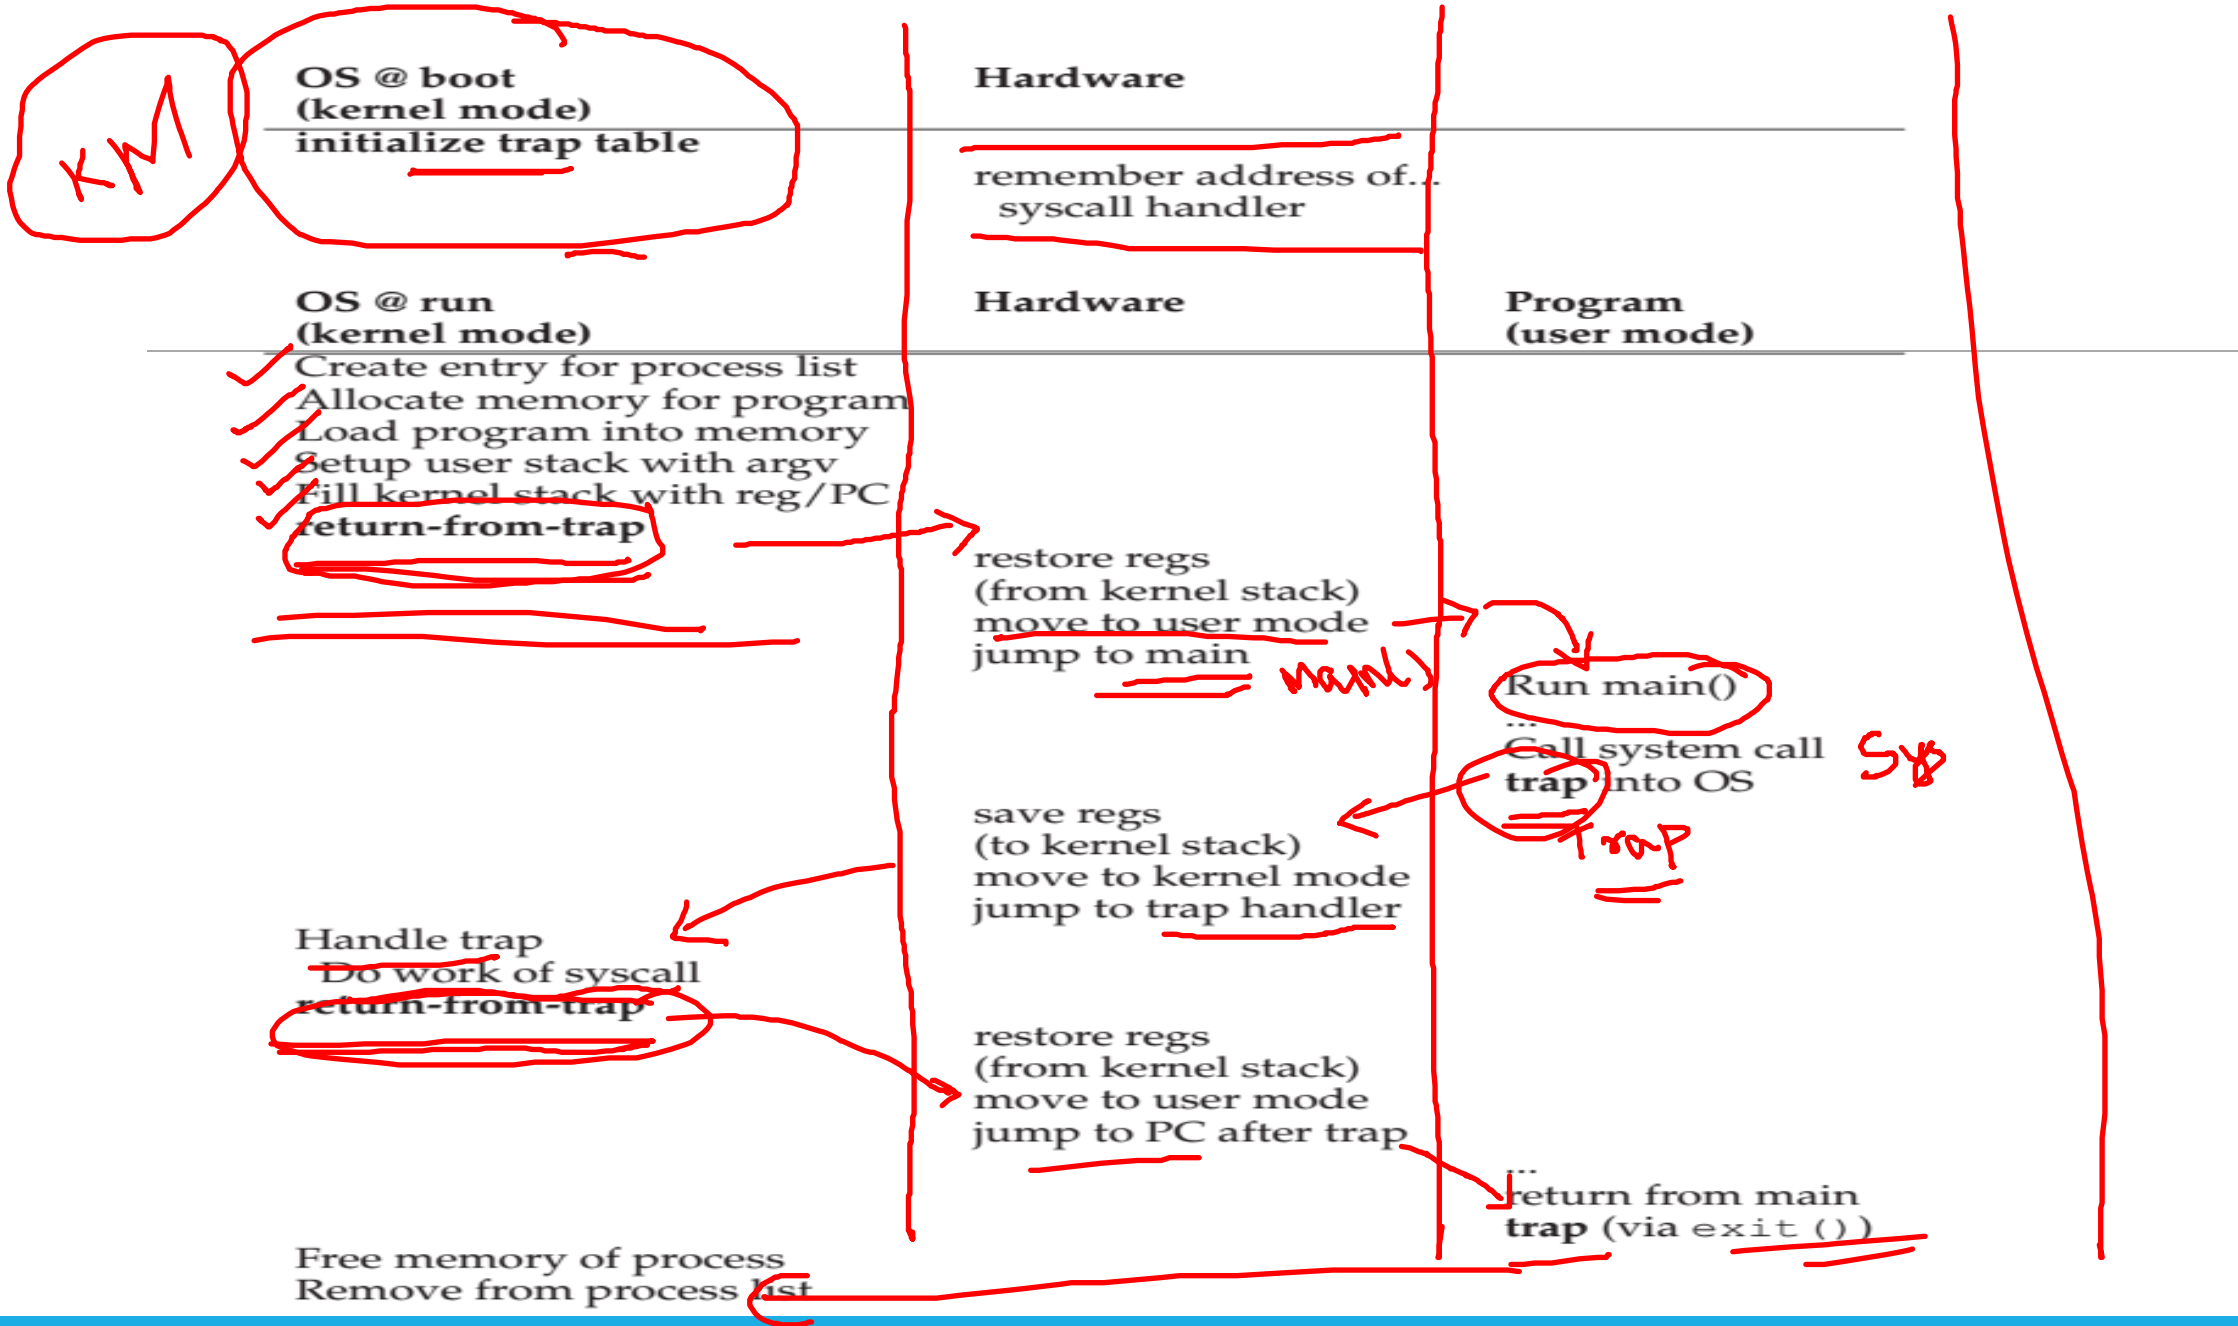 OS @ boot
(kernel mode)
Hardware
KM
initialize trap table
remember address of...
syscall handler
OS @ run
(kernel mode)
Hardware
Program
(user mode)
Create entry for process list
Allocate memory for program
Load program into memory
Setup user stack with argv
Fill kernel stack with reg/PC
return-from-trap
restore regs
(from kernel stack)
move to user mode
jump to main
main()
Run main()
...
Call system call
Sys
trap into OS
Trap
save regs
(to kernel stack)
move to kernel mode
jump to trap handler
Handle trap
Do work of syscall
return-from-trap
restore regs
(from kernel stack)
move to user mode
jump to PC after trap
...
return from main
trap (via exit())
Free memory of process
Remove from process list